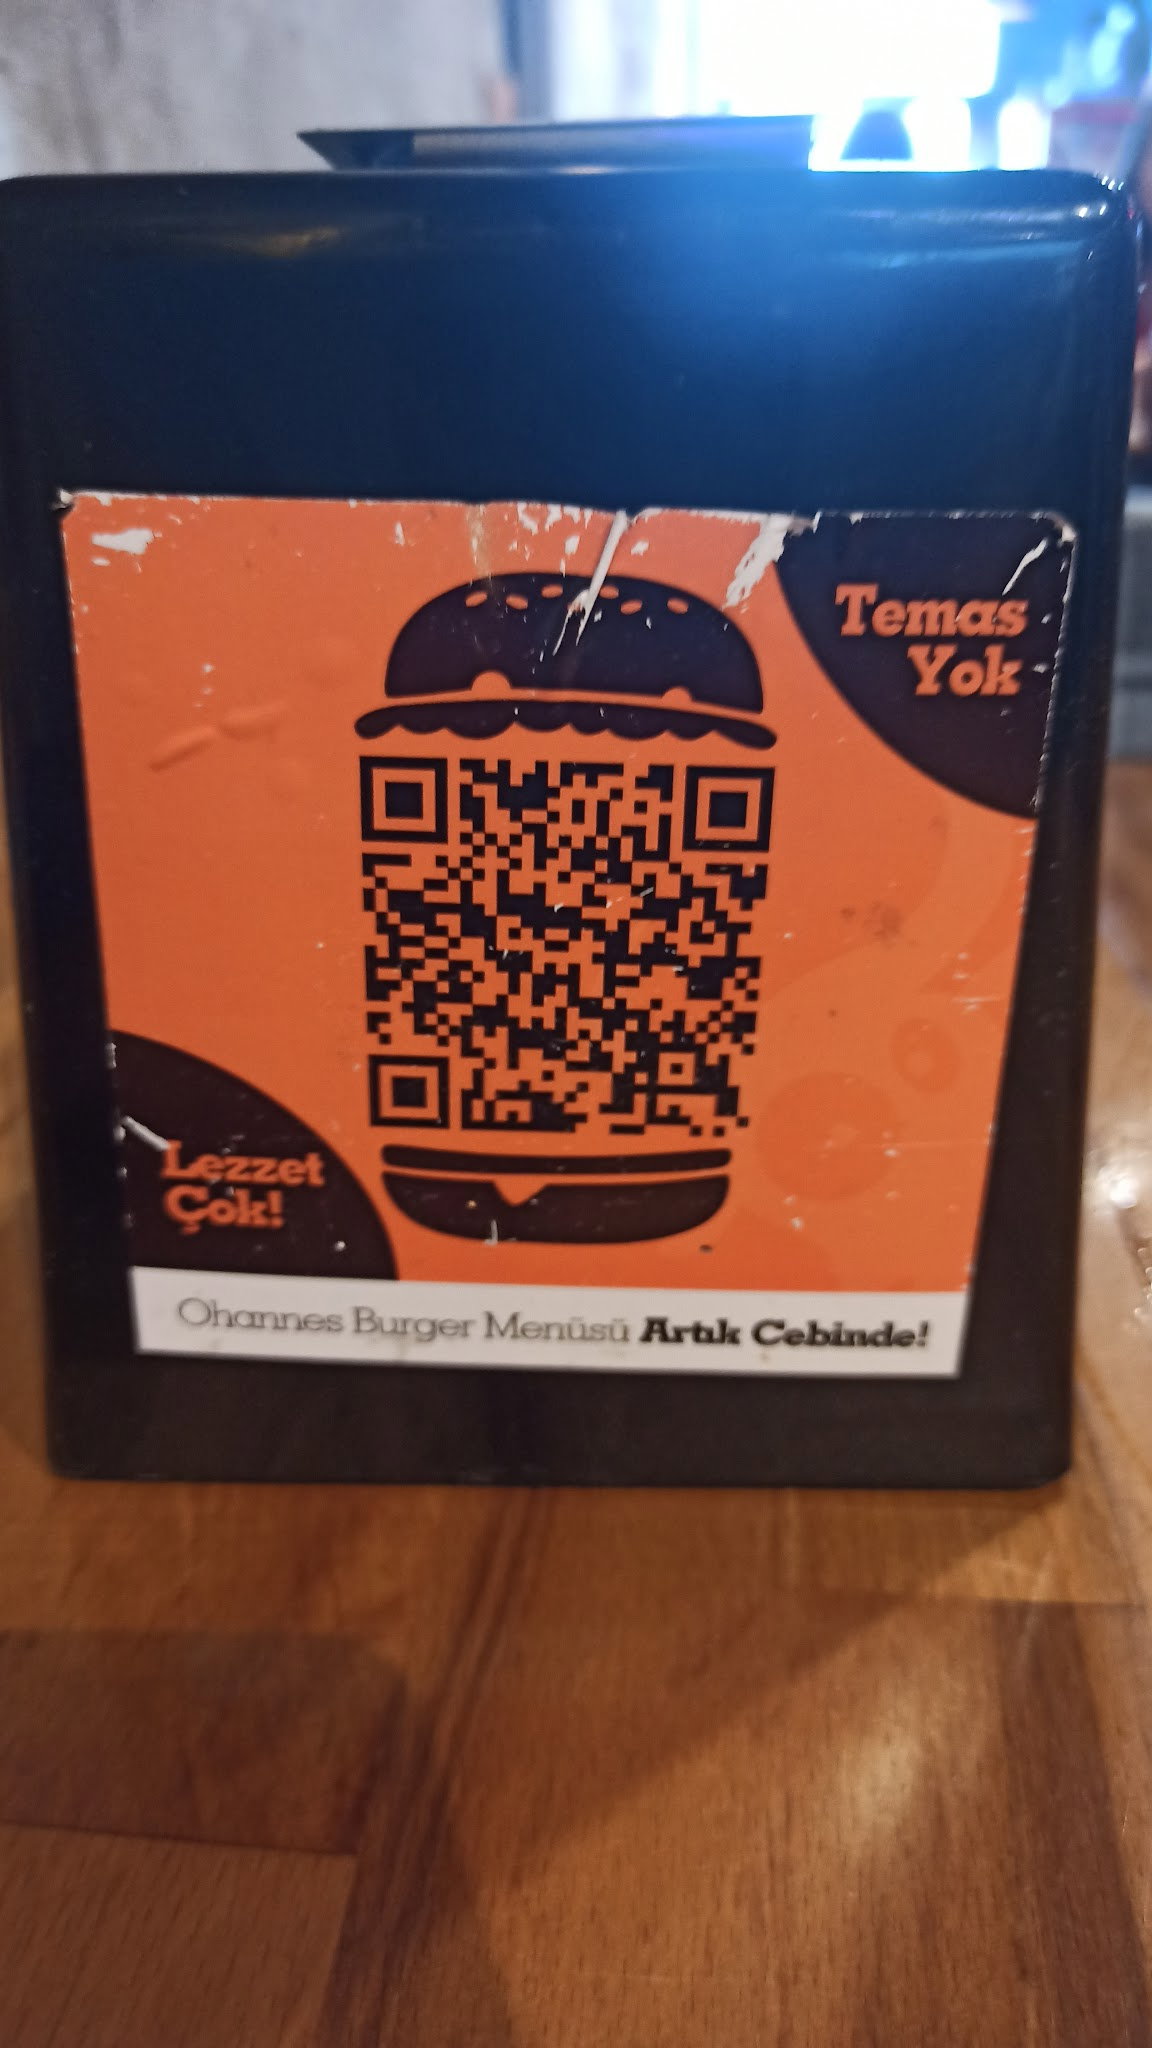 Temas
Yok
Lezzet
Çok!
Ohannes Burger Menüsü Artık Cebinde!